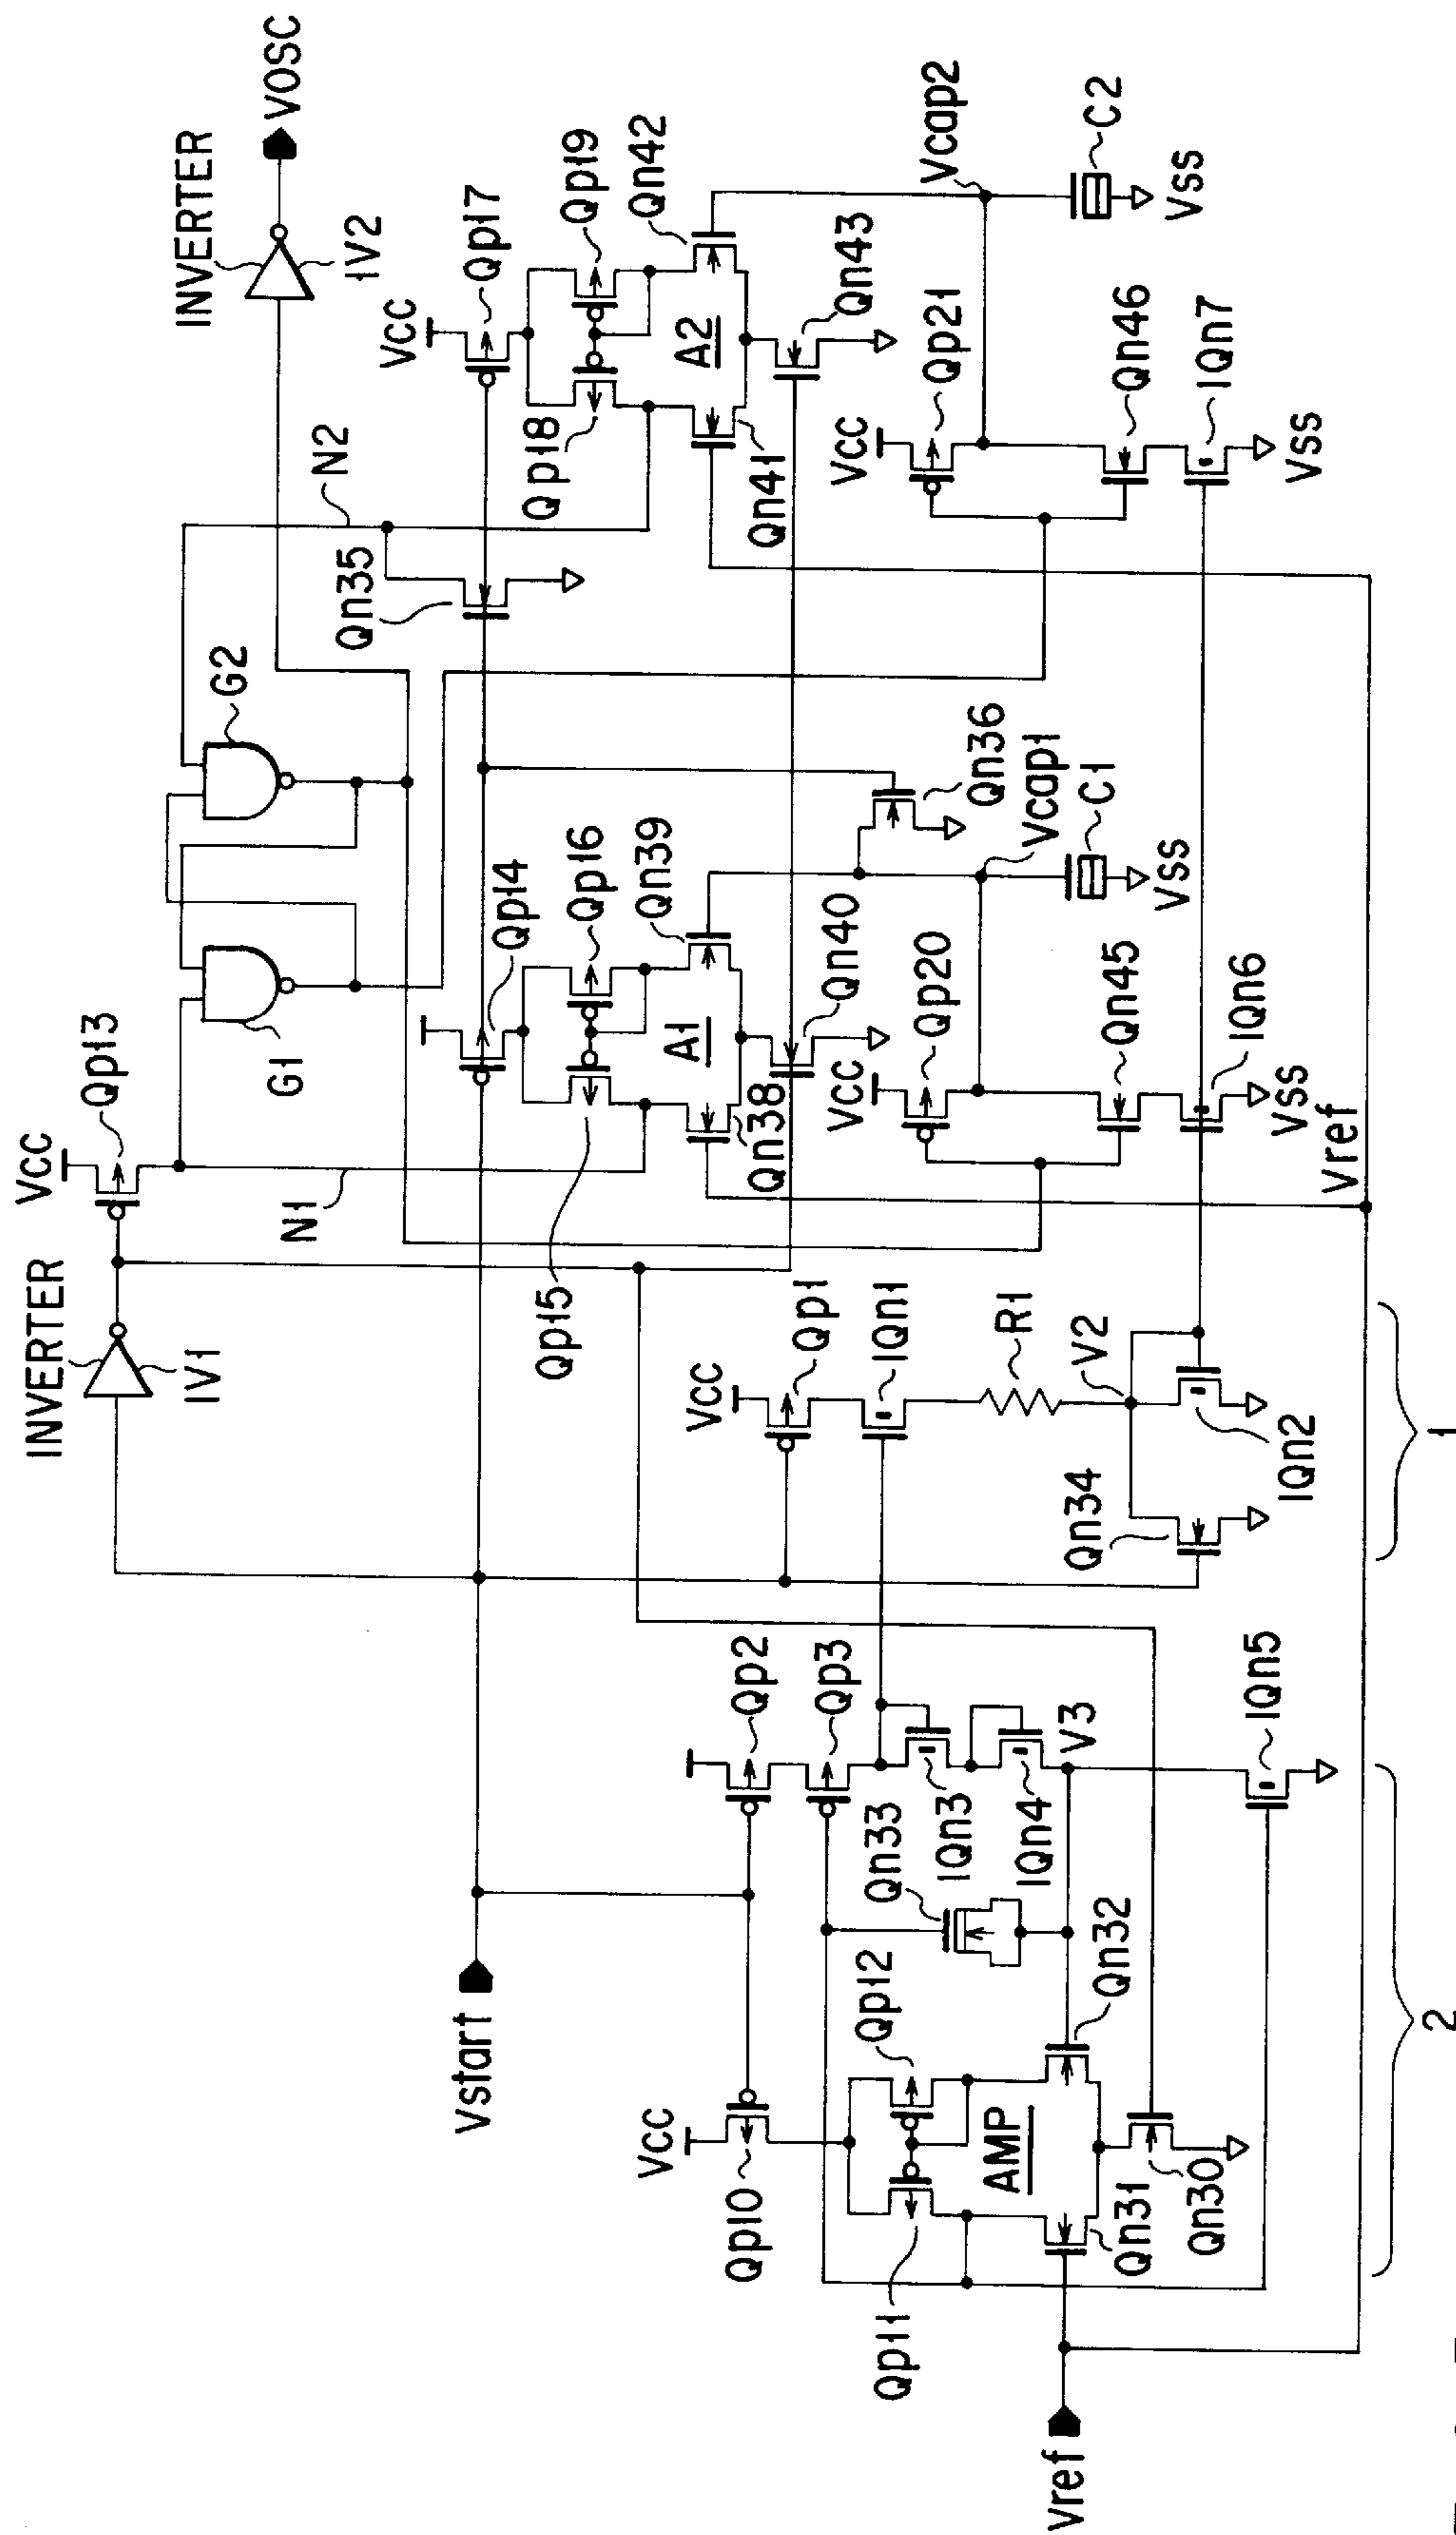 INVERTER
IV1
VCC
Qp13
N1
G1
G2
INVERTER
IV2
VOSC
N2
Qn35
Vstart
Qp14
VCC
Qp17
Qp15
Qp16
A1
Qn38
Qn39
Qn40
Qn36
Vcap1
C1
Vss
Qp18
Qp19
A2
Qn41
Qn42
Qn43
Vcap2
C2
Vss
VCC
Qp20
Qn45
IQn6
Vss
VCC
Qp21
Qn46
IQn7
Vss
Vref
VCC
Qp1
IQn1
R1
V2
Qn34
IQn2
1
Qp2
Qp3
Qn33
IQn3
IQn4
V3
IQn5
VCC
Qp10
Qp11
Qp12
AMP
Qn31
Qn32
Qn30
Vref
2